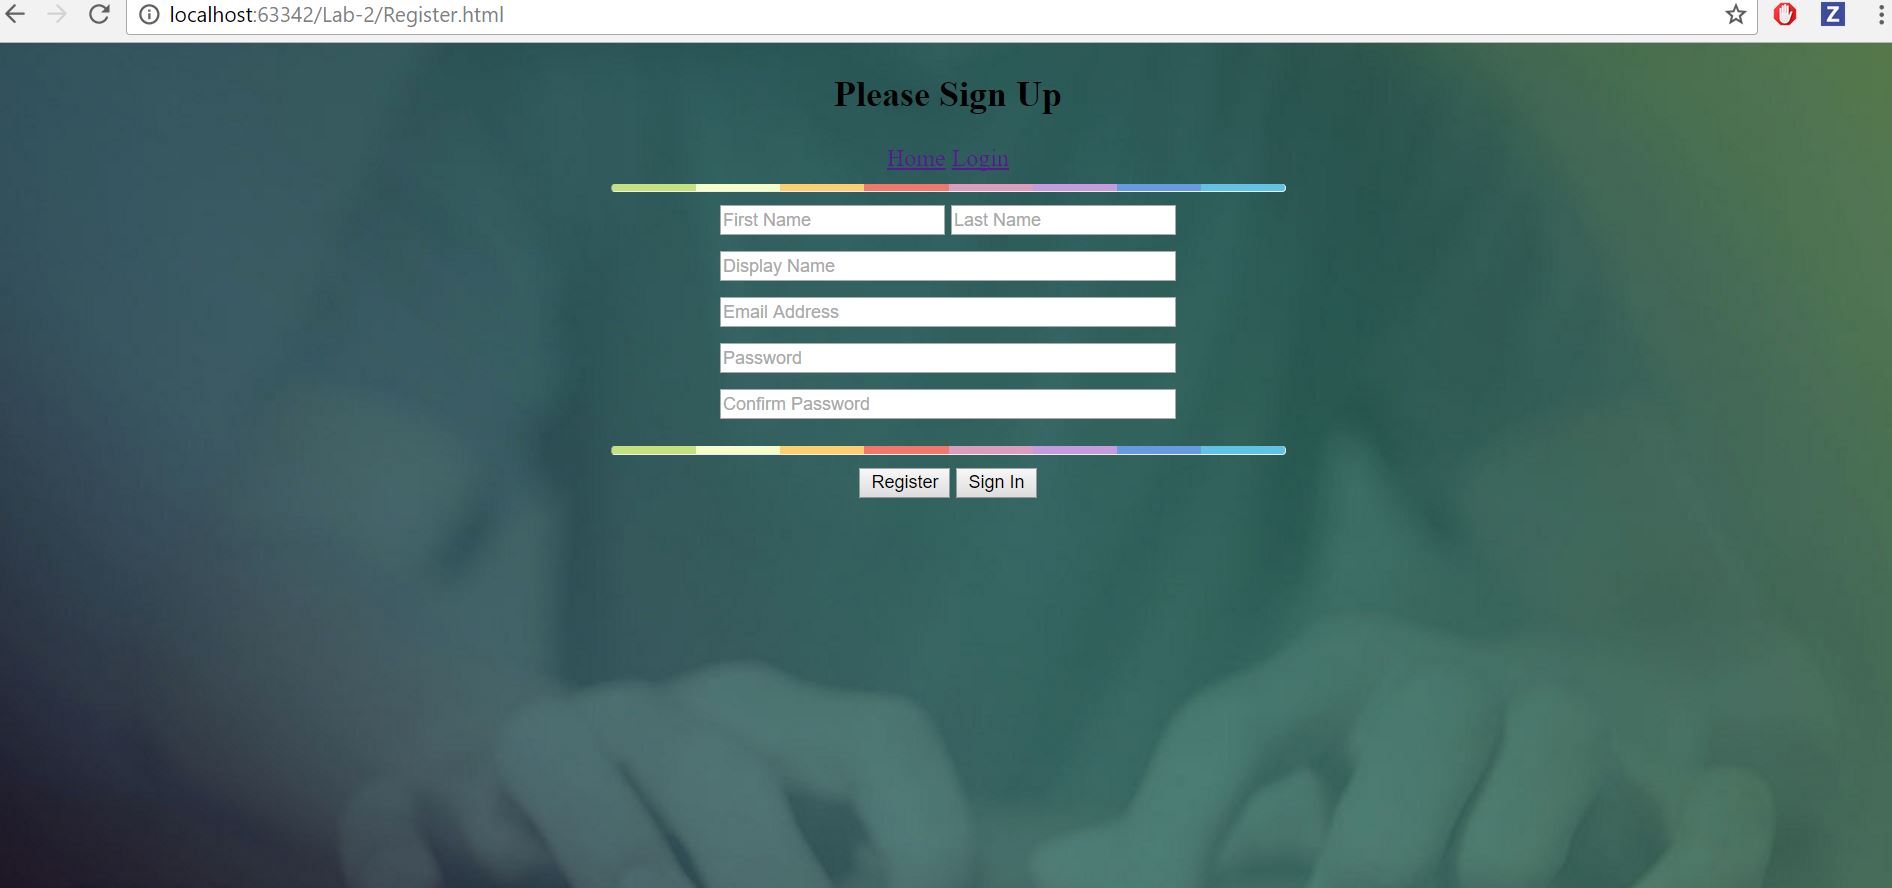 localhost:63342/Lab-2/Register.html
Z
Please Sign Up
Home Login
First Name Last Name
Display Name
Email Address
Password
Confirm Password
Register Sign In